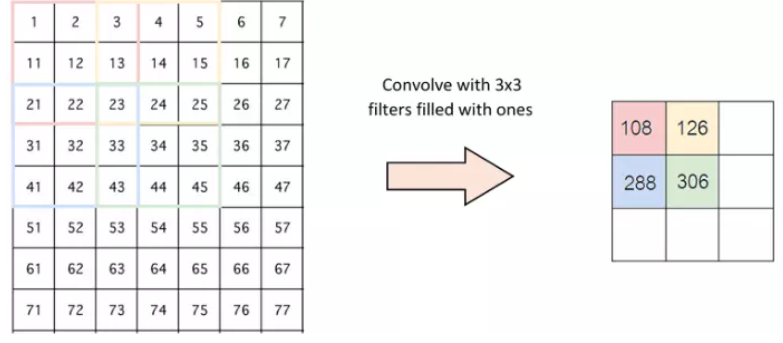 1 2 3 4 5 6 7
11 12 13 14 15 16 17
21 22 23 24 25 26 27
31 32 33 34 35 36 37
41 42 43 44 45 46 47
51 52 53 54 55 56 57
61 62 63 64 65 66 67
71 72 73 74 75 76 77
Convolve with 3x3
filters filled with ones
108 126
288 306